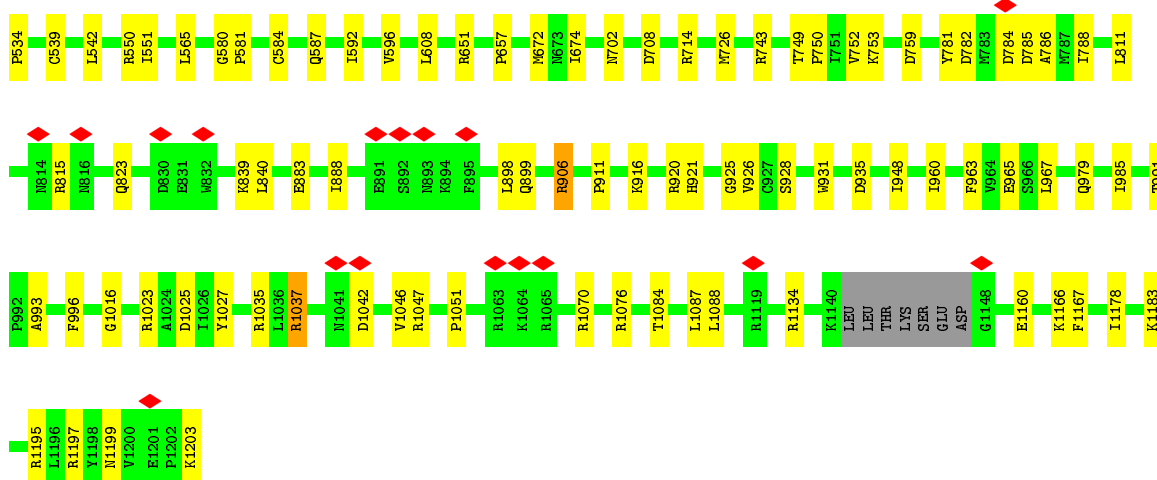 P534 C539 L542 R550 I551 L565 G580 P581 C584 Q587 I592 V596 L608 R651 P657 M672 N673 I674 N702 D708 R714 M726 R743 T749 P750 I751 V752 K753 D759 Y781 D782 M783 D784 D785 A786 M787 I788 L811
N814 R815 N816 Q823 D830 E831 W832 K839 L840 E883 I888 E891 S892 N893 K894 F895 L898 Q899 R906 P911 K916 R920 H921 G925 V926 C927 S928 W931 D935 I948 I960 F963 V964 E965 S966 L967 Q979 I985
P992 A993 F996 G1016 R1023 A1024 D1025 I1026 Y1027 R1035 L1036 R1037 N1041 D1042 V1046 R1047 P1051 R1063 K1064 R1065 R1070 R1076 T1084 L1087 L1088 R1119 R1134 K1140 LEU LEU THR LYS SER GLU ASP G1148 E1160 K1166 F1167 I1178 K1183
R1195 L1196 R1197 Y1198 N1199 V1200 E1201 P1202 K1203